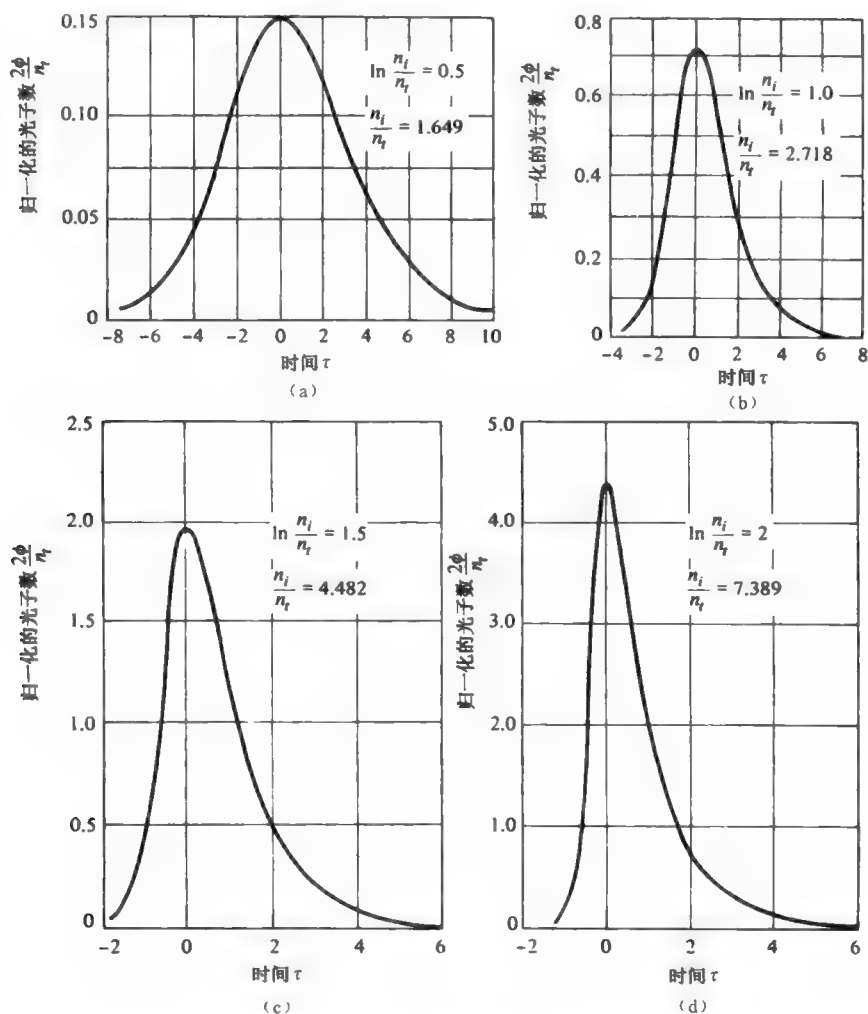 归一化的光子数 2ϕ/n_t
0.15
0.10
0.05
0
ln n_i/n_t = 0.5
n_i/n_t = 1.649
-8 -6 -4 -2 0 2 4 6 8 10
时间 τ
(a)
归一化的光子数 2ϕ/n_t
0.8
0.6
0.4
0.2
0
ln n_i/n_t = 1.0
n_i/n_t = 2.718
-4 -2 0 2 4 6 8
时间 τ
(b)
归一化的光子数 2ϕ/n_t
2.5
2.0
1.5
1.0
0.5
0
ln n_i/n_t = 1.5
n_i/n_t = 4.482
-2 0 2 4 6
时间 τ
(c)
归一化的光子数 2ϕ/n_t
5.0
4.0
3.0
2.0
1.0
0
ln n_i/n_t = 2
n_i/n_t = 7.389
-2 0 2 4 6
时间 τ
(d)